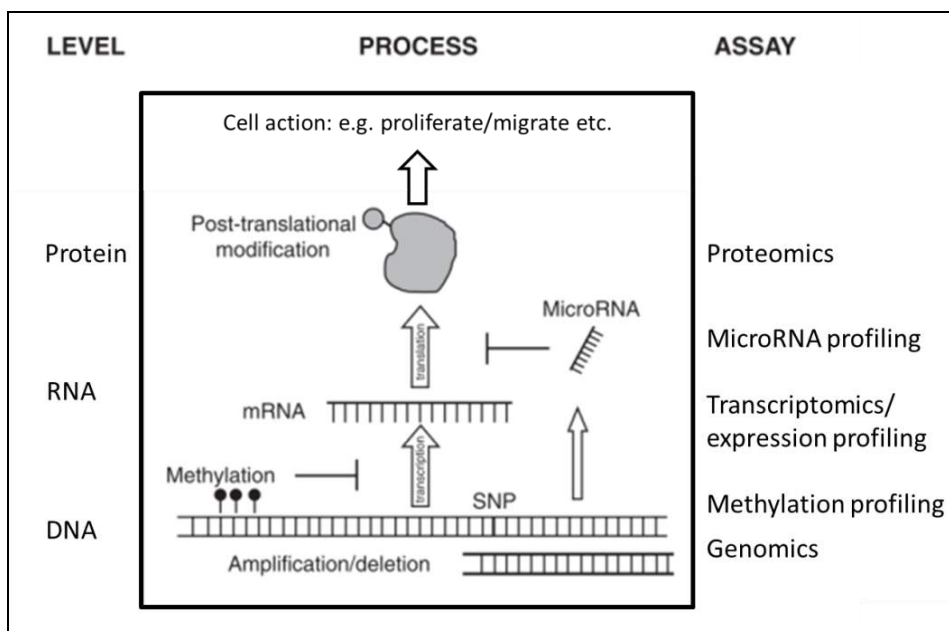 LEVEL PROCESS ASSAY
Cell action: e.g. proliferate/migrate etc.
Post-translational
modification
Protein
Proteomics
MicroRNA
MicroRNA profiling
translation
RNA
mRNA
Transcriptomics/
expression profiling
transcription
Methylation
SNP
Methylation profiling
DNA
Genomics
Amplification/deletion